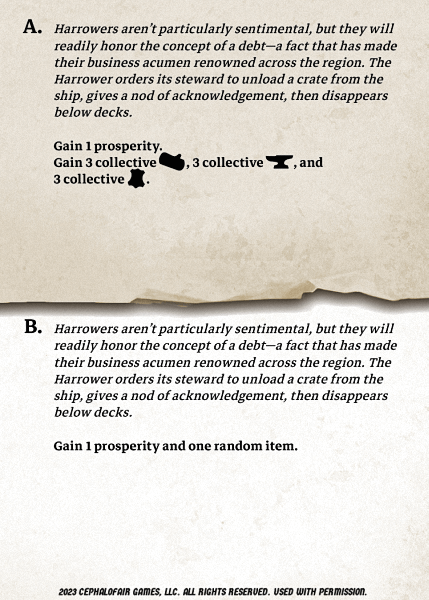 A. Harrowers aren't particularly sentimental, but they will
readily honor the concept of a debt—a fact that has made
their business acumen renowned across the region. The
Harrower orders its steward to unload a crate from the
ship, gives a nod of acknowledgement, then disappears
below decks.
Gain 1 prosperity.
Gain 3 collective , 3 collective , and
3 collective .
B. Harrowers aren't particularly sentimental, but they will
readily honor the concept of a debt—a fact that has made
their business acumen renowned across the region. The
Harrower orders its steward to unload a crate from the
ship, gives a nod of acknowledgement, then disappears
below decks.
Gain 1 prosperity and one random item.
2023 CEPHALOFAIR GAMES, LLC. ALL RIGHTS RESERVED. USED WITH PERMISSION.